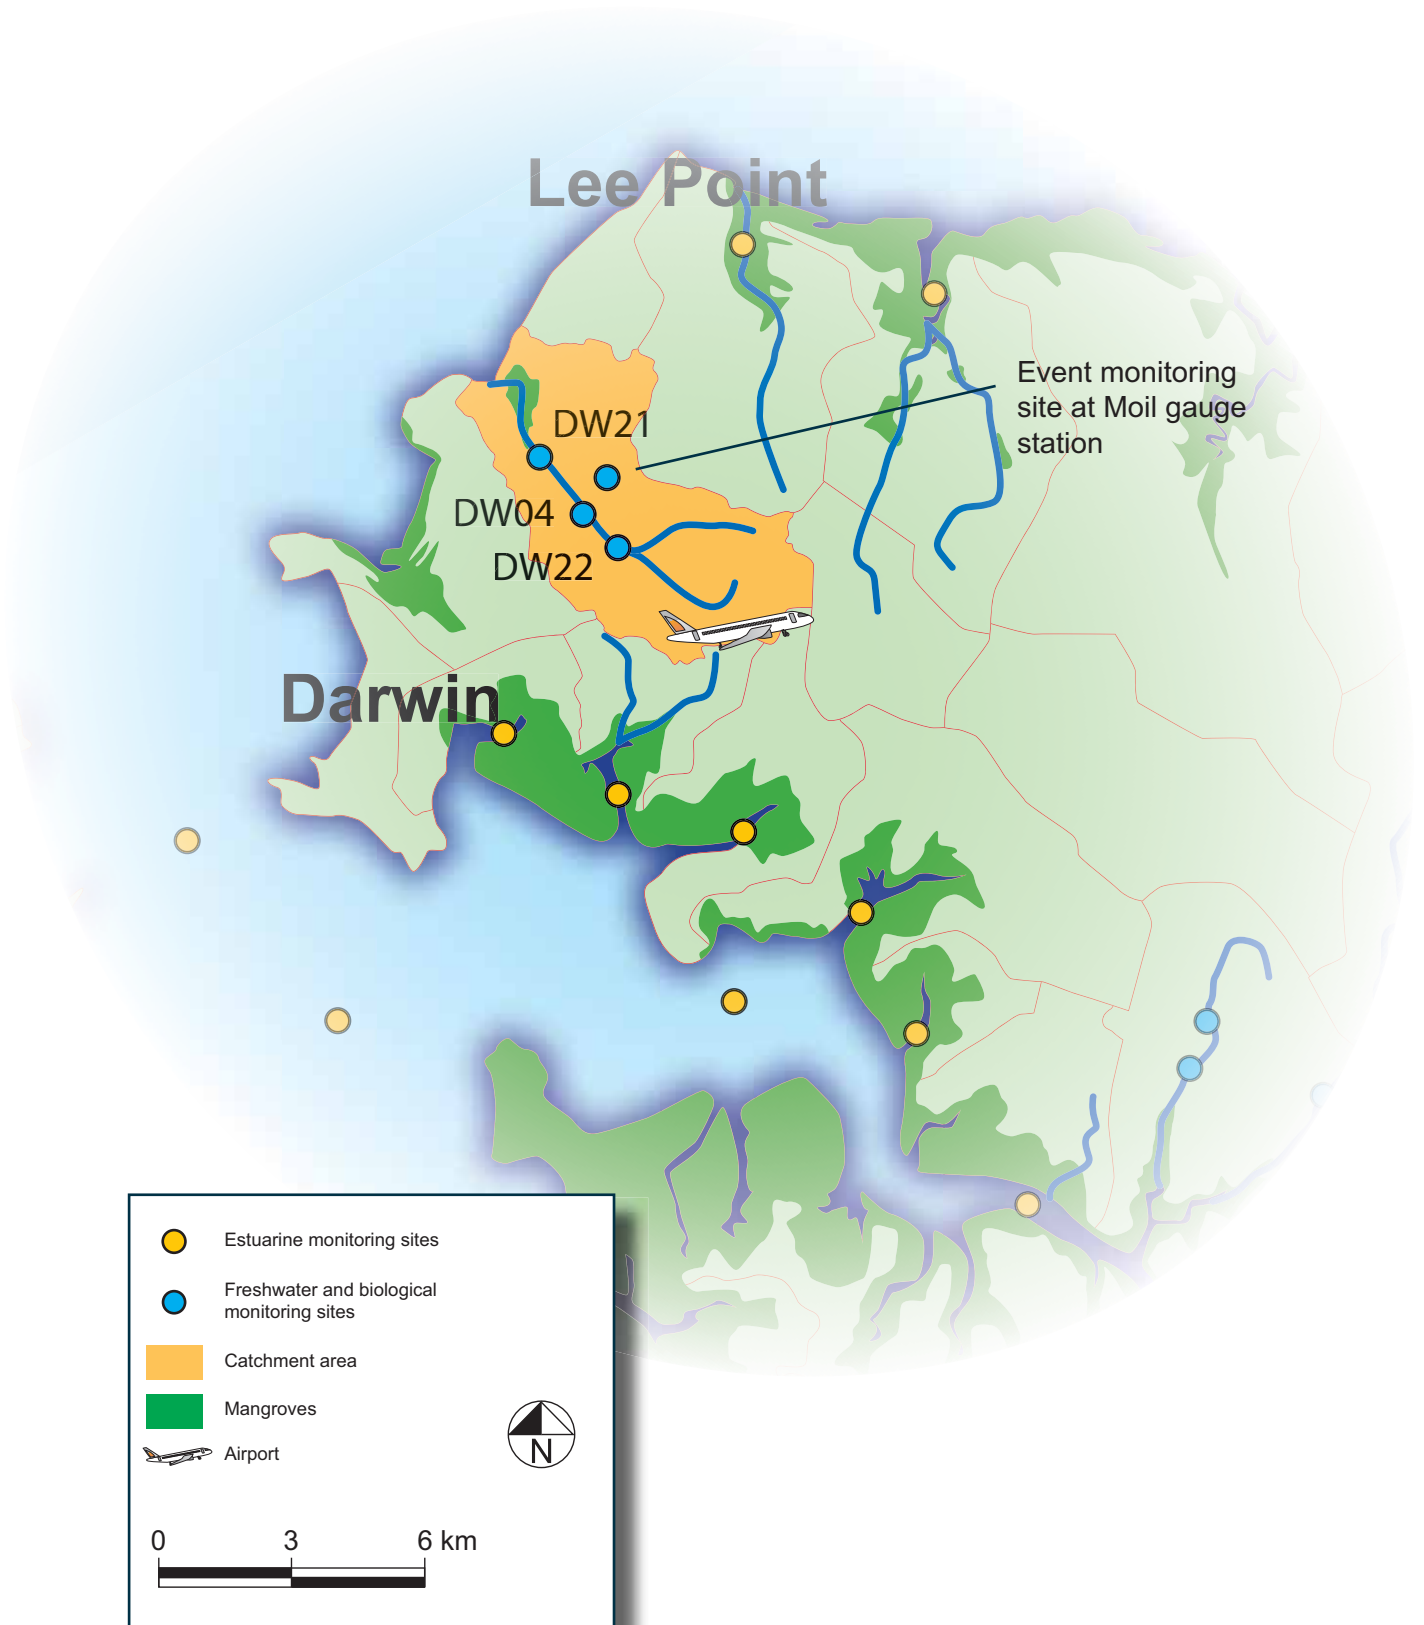 Lee Point
Event monitoring
site at Moil gauge
station
DW21
DW04
DW22
Darwin
Estuarine monitoring sites
Freshwater and biological
monitoring sites
Catchment area
Mangroves
Airport
N
0 3 6 km